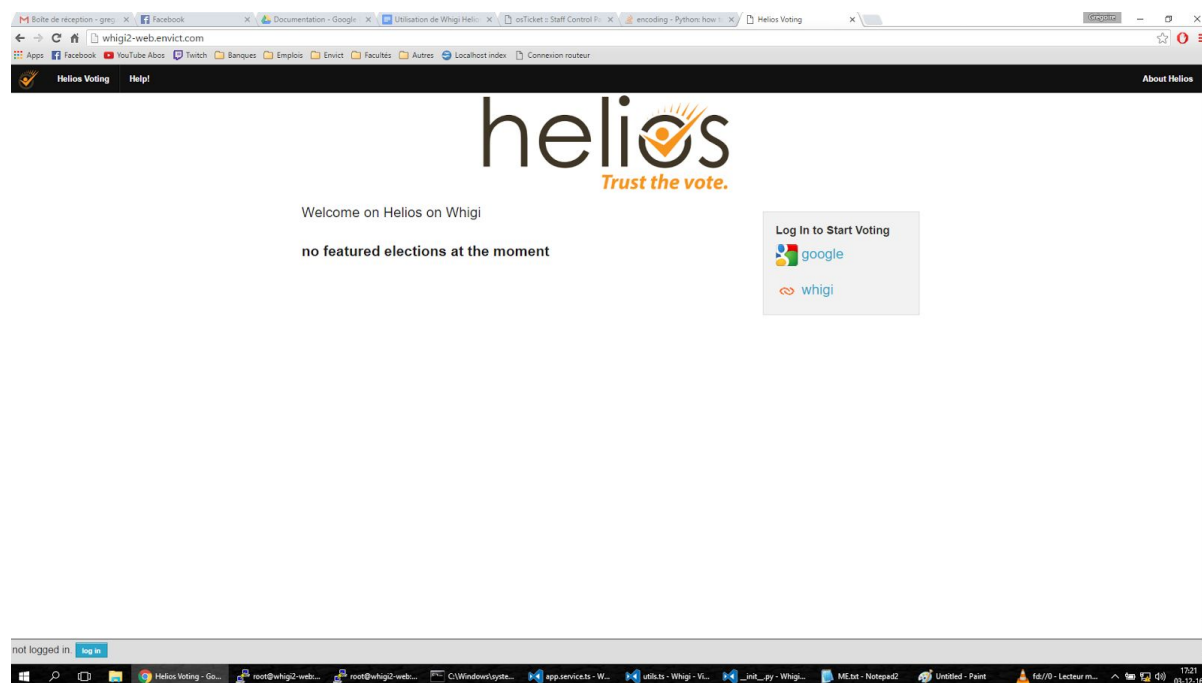 Boîte de réception - greg
Facebook
Documentation - Google
Utilisation de Whigi Helio
osTicket :: Staff Control P
encoding - Python: how t
Helios Voting
Grégoire
whigi2-web.envict.com
Apps Facebook YouTube Abos Twitch Banques Emplois Envict Facultés Autres Localhost index Connexion routeur
Helios Voting Help! About Helios
helios
Trust the vote.
Welcome on Helios on Whigi
no featured elections at the moment
Log In to Start Voting
google
whigi
not logged in. log in
Helios Voting - Go... root@whigi2-web:... root@whigi2-web:... C:\Windows\syste... app.service.ts - W... utils.ts - Whigi - Vi... __init__.py - Whigi... ME.txt - Notepad2 Untitled - Paint fd://0 - Lecteur m... 17:21
03-12-16